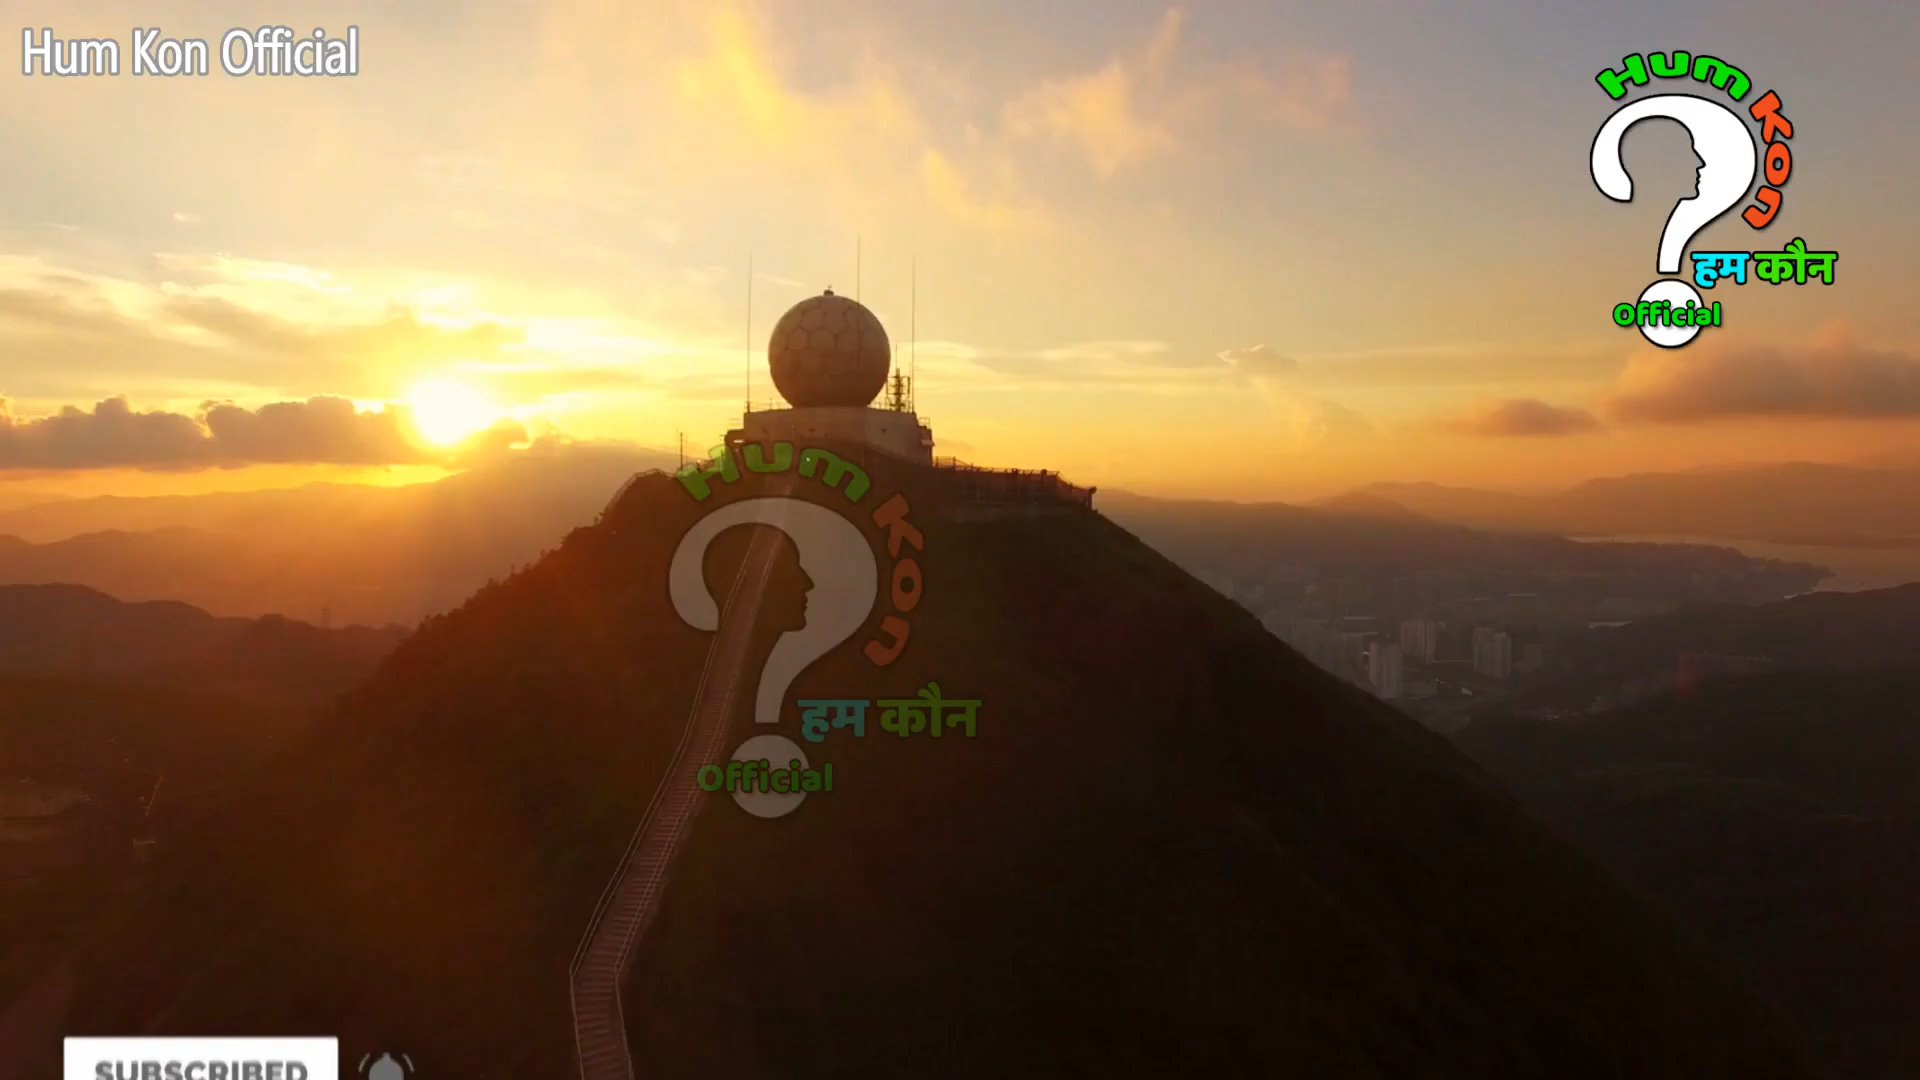 Hum Kon Official
Hum Kon
हम कौन
Official
Hum Kon
हम कौन
Official
SUBSCRIBED